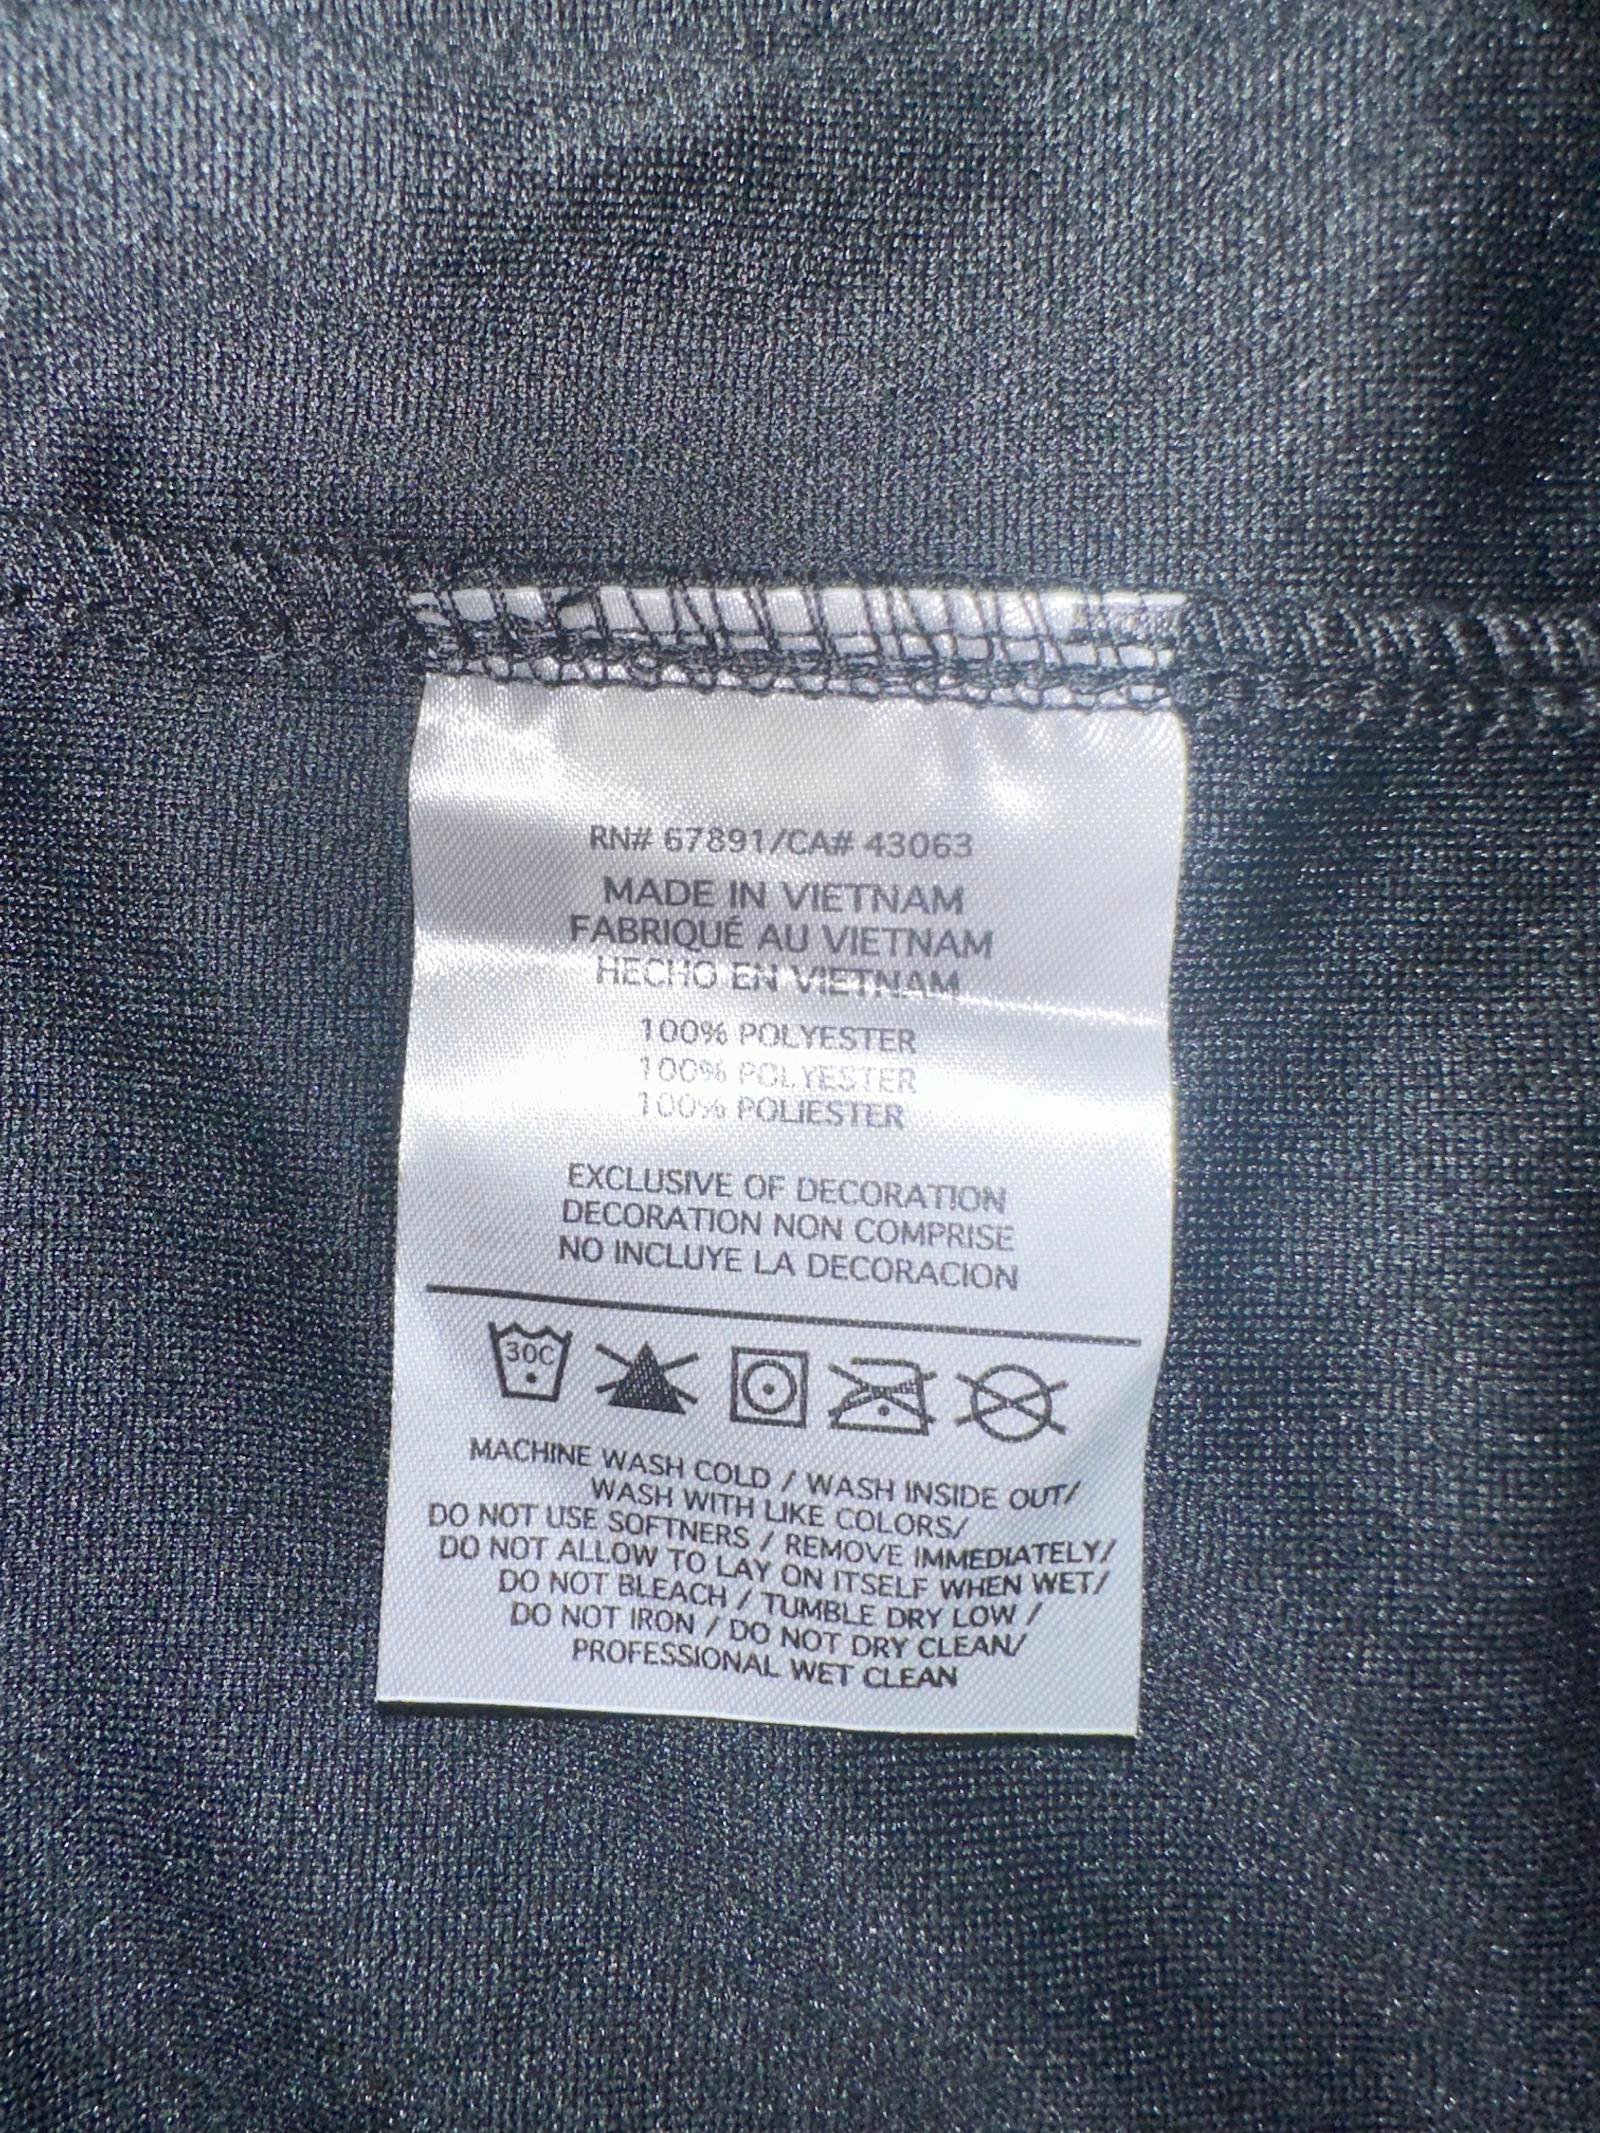 RN# 67891/CA# 43063
MADE IN VIETNAM
FABRIQUÉ AU VIETNAM
HECHO EN VIETNAM
100% POLYESTER
100% POLYESTER
100% POLIESTER
EXCLUSIVE OF DECORATION
DECORATION NON COMPRISE
NO INCLUYE LA DECORACION
30C
MACHINE WASH COLD / WASH INSIDE OUT/
WASH WITH LIKE COLORS/
DO NOT USE SOFTNERS / REMOVE IMMEDIATELY/
DO NOT ALLOW TO LAY ON ITSELF WHEN WET/
DO NOT BLEACH / TUMBLE DRY LOW /
DO NOT IRON / DO NOT DRY CLEAN/
PROFESSIONAL WET CLEAN